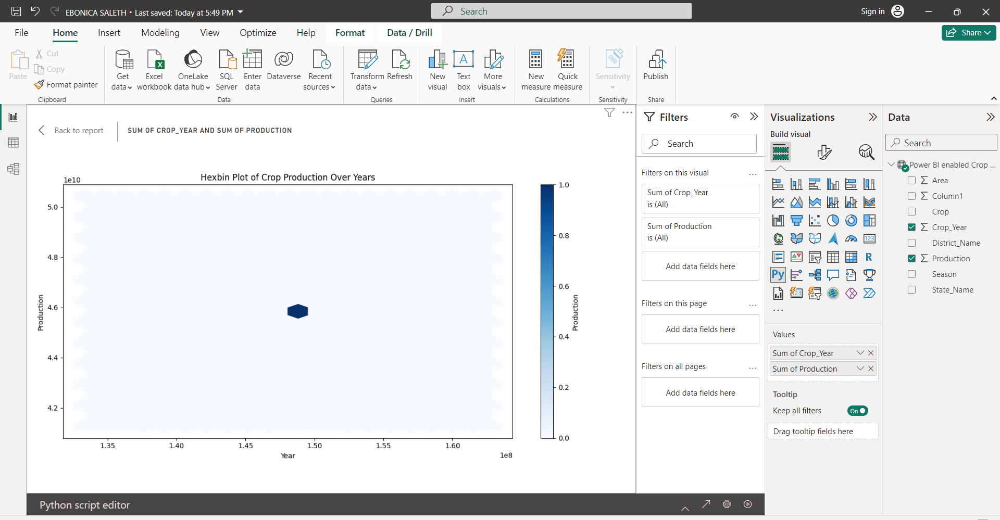 EBONICA SALETH • Last saved: Today at 5:49 PM
Search
Sign in
File Home Insert Modeling View Optimize Help Format Data / Drill
Share
Paste
Cut
Copy
Format painter
Clipboard
Get data
Excel workbook
OneLake data hub
SQL Server
Enter data
Dataverse
Recent sources
Data
Transform data
Refresh
Queries
New visual
Text box
More visuals
Insert
New measure
Quick measure
Calculations
Sensitivity
Sensitivity
Publish
Share
Back to report
SUM OF CROP_YEAR AND SUM OF PRODUCTION
Hexbin Plot of Crop Production Over Years
1e10
5.0
4.8
4.6
4.4
4.2
Production
1.35 1.40 1.45 1.50 1.55 1.60
1e8
Year
1.0
0.8
0.6
0.4
0.2
0.0
Production
Python script editor
Filters
Search
Filters on this visual
...
Sum of Crop_Year
is (All)
Sum of Production
is (All)
Add data fields here
Filters on this page
...
Add data fields here
Filters on all pages
...
Add data fields here
Visualizations
Build visual
123
R
Py
123
...
Values
Sum of Crop_Year
Sum of Production
Tooltip
Keep all filters
On
Drag tooltip fields here
Data
Search
Power BI enabled Crop ...
Area
Column1
Crop
Crop_Year
District_Name
Production
Season
State_Name